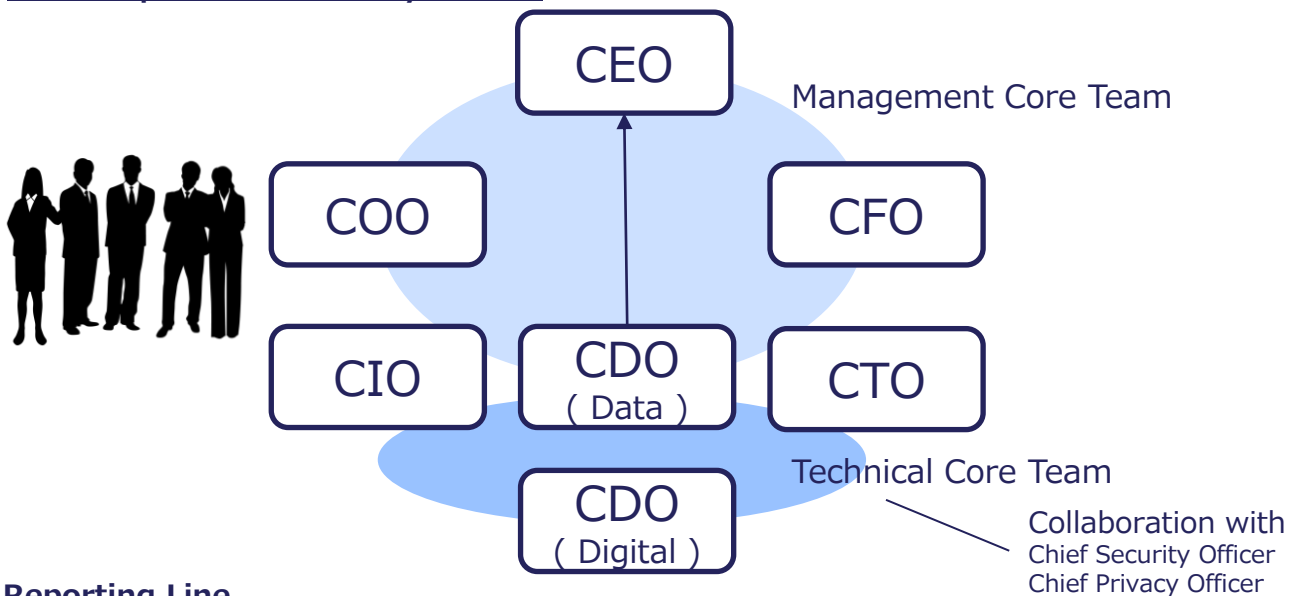 CEO
Management Core Team
COO
CFO
CIO
CDO
( Data )
CTO
Technical Core Team
CDO
( Digital )
Collaboration with
Chief Security Officer
Chief Privacy Officer
Reporting Line